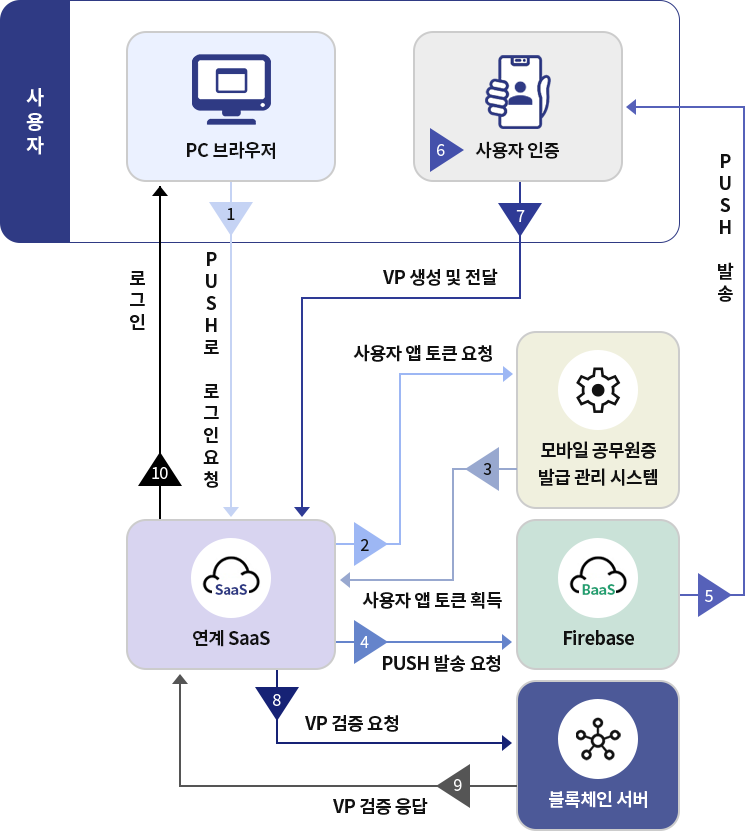 사용자
PC 브라우저
사용자 인증
6
1
7
PUSH 발송
로그인
PUSH로 로그인요청
VP 생성 및 전달
사용자 앱 토큰 요청
모바일 공무원증
발급 관리 시스템
3
10
2
SaaS
연계 SaaS
사용자 앱 토큰 획득
4
PUSH 발송 요청
BaaS
Firebase
5
8
VP 검증 요청
9
VP 검증 응답
블록체인 서버